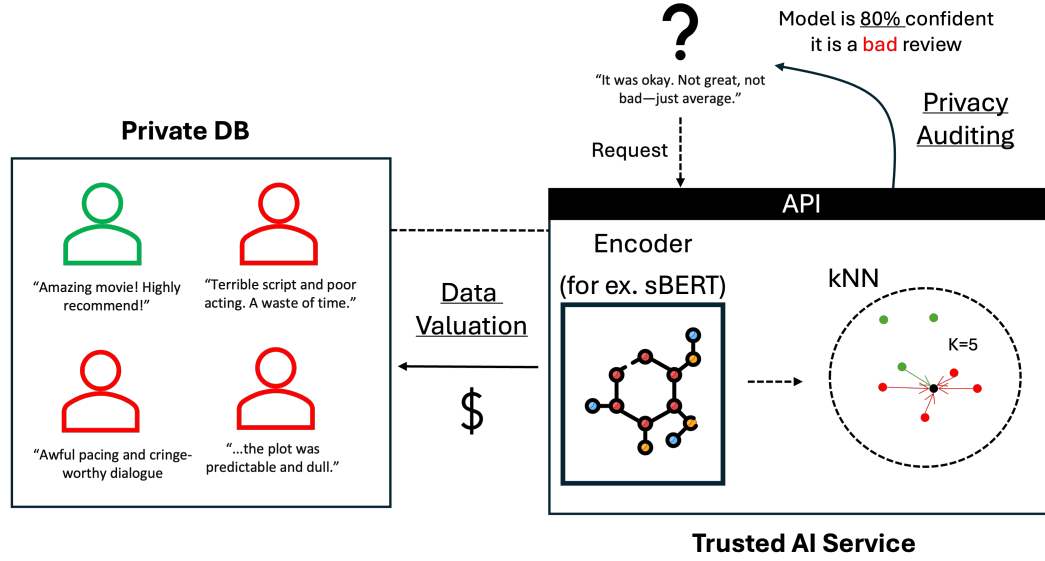 Model is 80% confident
it is a bad review
?
“It was okay. Not great, not
bad—just average.”
Privacy
Auditing
Request
Private DB
API
“Amazing movie! Highly
recommend!”
“Terrible script and poor
acting. A waste of time.”
“Awful pacing and cringe-
worthy dialogue
“...the plot was
predictable and dull.”
Data
Valuation
$
Encoder
(for ex. sBERT)
kNN
K=5
Trusted AI Service